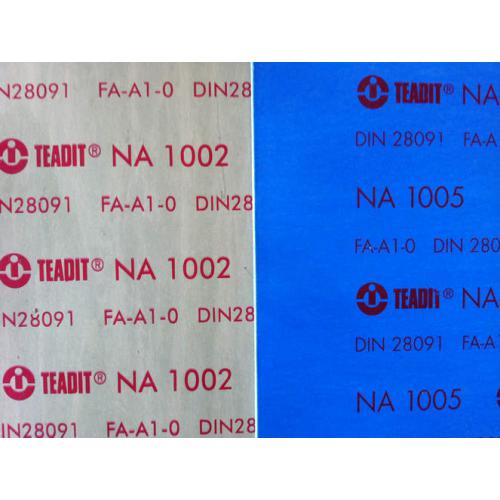 N28091 FA-A1-0 DIN28
TEADIT® NA 1002
N28091 FA-A1-0 DIN28
TEADIT® NA 1002
N28091 FA-A1-0 DIN28
TEADIT® NA 1002
IN28091 FA-A1-0 DIN28
TEADIT® NA
DIN 28091 FA-A
NA 1005
FA-A1-0 DIN 280
TEADIT® NA
DIN 28091 FA-A
NA 1005